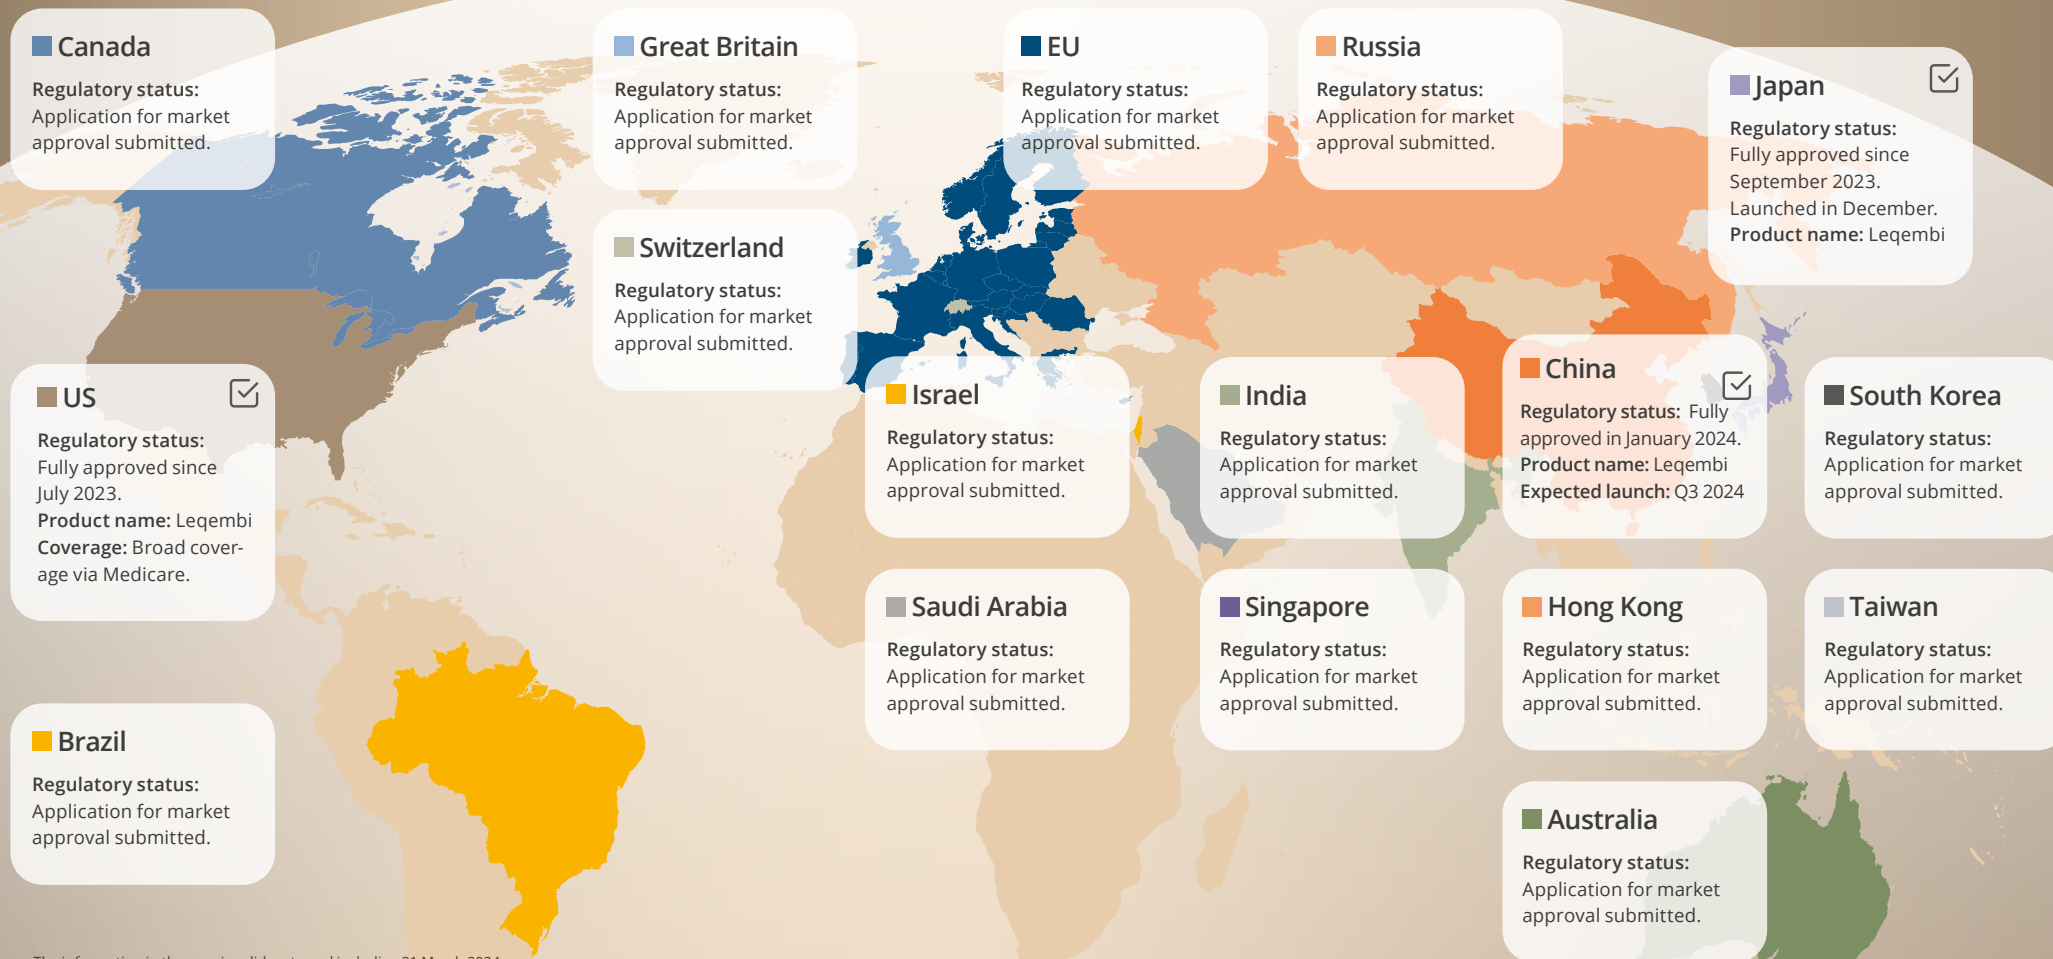 Canada
Regulatory status:
Application for market
approval submitted.
Great Britain
Regulatory status:
Application for market
approval submitted.
EU
Regulatory status:
Application for market
approval submitted.
Russia
Regulatory status:
Application for market
approval submitted.
Japan
Regulatory status:
Fully approved since
September 2023.
Launched in December.
Product name: Leqembi
Switzerland
Regulatory status:
Application for market
approval submitted.
US
Regulatory status:
Fully approved since
July 2023.
Product name: Leqembi
Coverage: Broad cover-
age via Medicare.
Israel
Regulatory status:
Application for market
approval submitted.
India
Regulatory status:
Application for market
approval submitted.
China
Regulatory status: Fully
approved in January 2024.
Product name: Leqembi
Expected launch: Q3 2024
South Korea
Regulatory status:
Application for market
approval submitted.
Saudi Arabia
Regulatory status:
Application for market
approval submitted.
Singapore
Regulatory status:
Application for market
approval submitted.
Hong Kong
Regulatory status:
Application for market
approval submitted.
Taiwan
Regulatory status:
Application for market
approval submitted.
Brazil
Regulatory status:
Application for market
approval submitted.
Australia
Regulatory status:
Application for market
approval submitted.